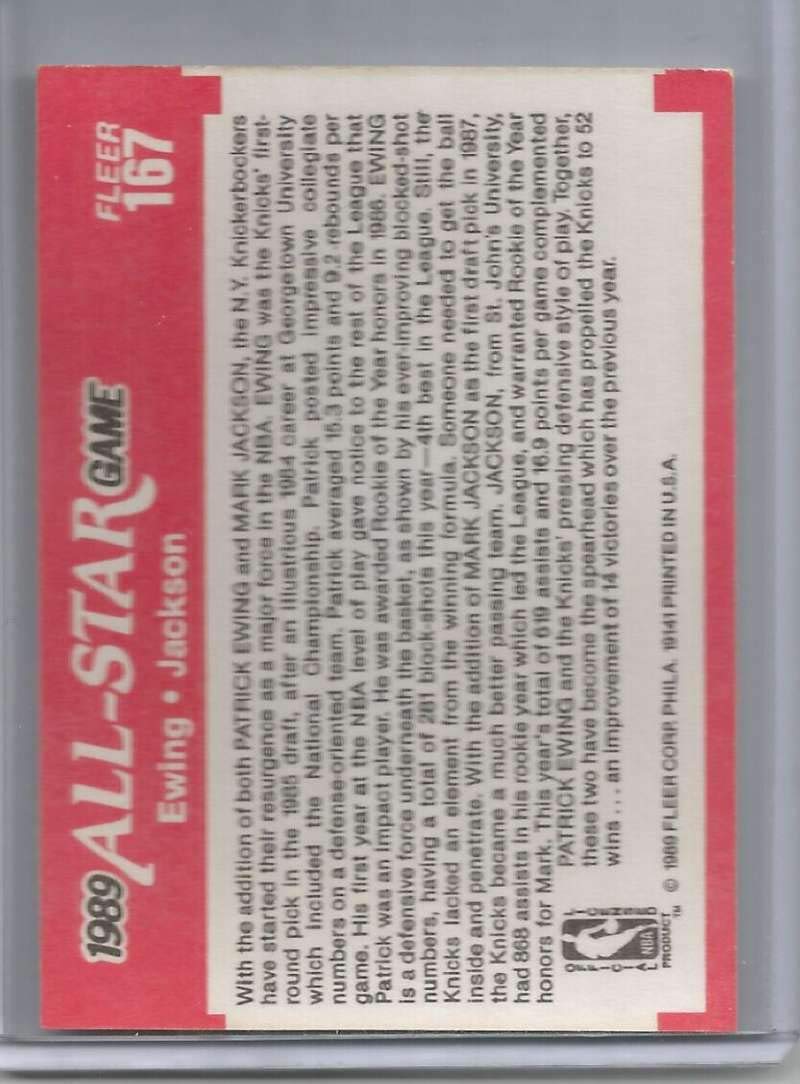 1989 ALL-STAR GAME
Ewing • Jackson
FLEER
167
With the addition of both PATRICK EWING and MARK JACKSON, the N.Y. Knickerbockers
have started their resurgence as a major force in the NBA. EWING was the Knicks' first-
round pick in the 1985 draft, after an illustrious 1984 career at Georgetown University
which included the National Championship. Patrick posted impressive collegiate
numbers on a defense-oriented team. Patrick averaged 15.3 points and 9.2 rebounds per
game. His first year at the NBA level of play gave notice to the rest of the League that
Patrick was an impact player. He was awarded Rookie of the Year honors in 1986. EWING
is a defensive force underneath the basket, as shown by his ever-improving blocked-shot
numbers, having a total of 281 block-shots this year—4th best in the League. Still, the
Knicks lacked an element from the winning formula. Someone needed to get the ball
inside and penetrate. With the addition of MARK JACKSON as the first draft pick in 1987,
the Knicks became a much better passing team. JACKSON, from St. John's University,
had 868 assists in his rookie year which led the League, and warranted Rookie of the Year
honors for Mark. This year's total of 619 assists and 16.9 points per game complemented
PATRICK EWING and the Knicks' pressing defensive style of play. Together,
these two have become the spearhead which has propelled the Knicks to 52
wins . . . an improvement of 14 victories over the previous year.
OFFICIAL LICENSED
NBA
PRODUCT™
© 1989 FLEER CORP. PHILA. 19141 PRINTED IN U.S.A.